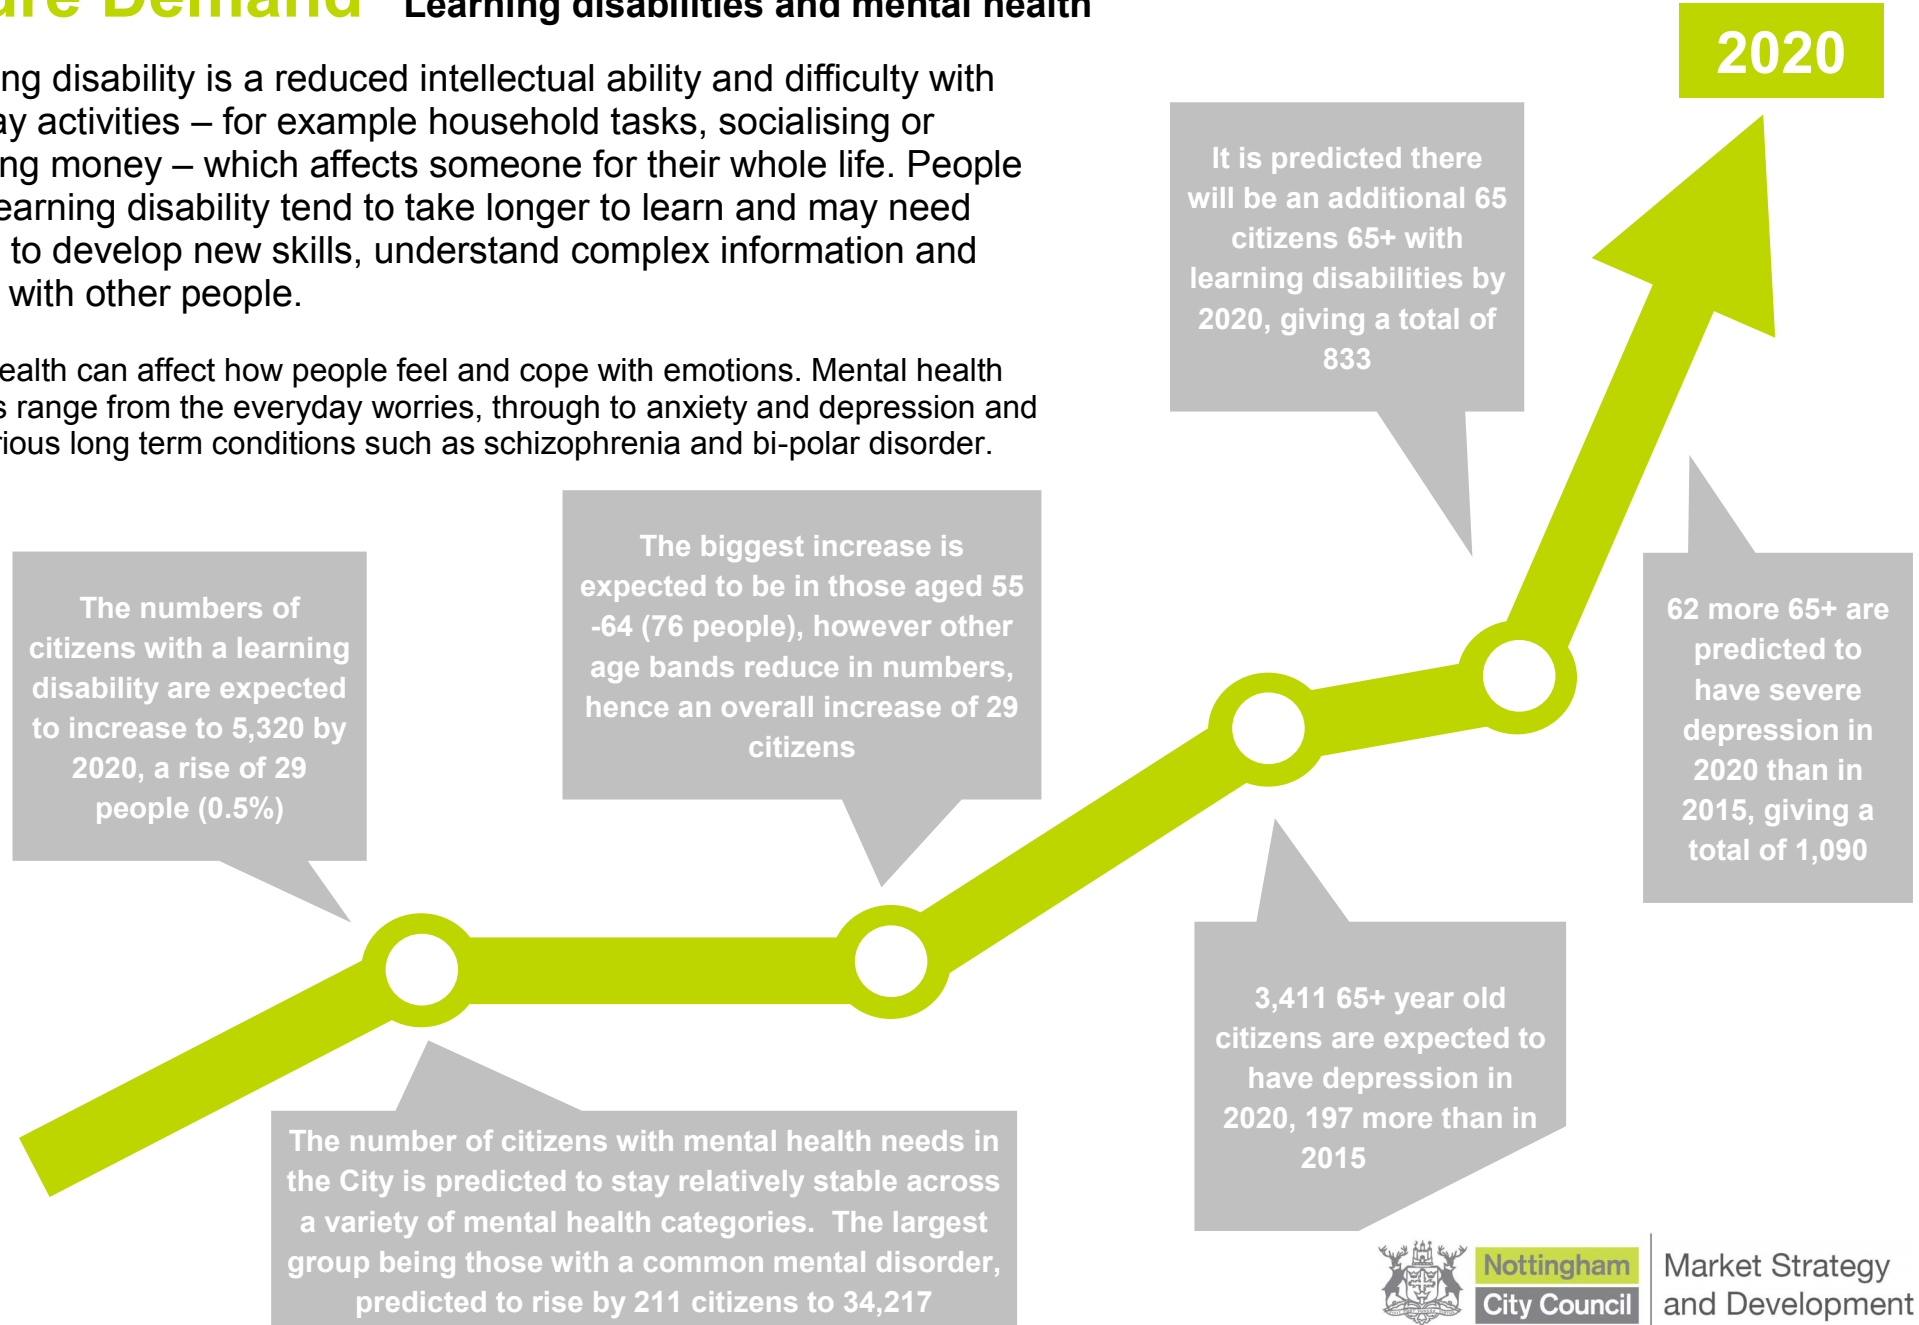 ure Demand Learning disabilities and mental health
ing disability is a reduced intellectual ability and difficulty with
ay activities – for example household tasks, socialising or
ing money – which affects someone for their whole life. People
earning disability tend to take longer to learn and may need
to develop new skills, understand complex information and
with other people.
ealth can affect how people feel and cope with emotions. Mental health
s range from the everyday worries, through to anxiety and depression and
rious long term conditions such as schizophrenia and bi-polar disorder.
The numbers of
citizens with a learning
disability are expected
to increase to 5,320 by
2020, a rise of 29
people (0.5%)
The number of citizens with mental health needs in
the City is predicted to stay relatively stable across
a variety of mental health categories.  The largest
group being those with a common mental disorder,
predicted to rise by 211 citizens to 34,217
The biggest increase is
expected to be in those aged 55
-64 (76 people), however other
age bands reduce in numbers,
hence an overall increase of 29
citizens
3,411 65+ year old
citizens are expected to
have depression in
2020, 197 more than in
2015
It is predicted there
will be an additional 65
citizens 65+ with
learning disabilities by
2020, giving a total of
833
62 more 65+ are
predicted to
have severe
depression in
2020 than in
2015, giving a
total of 1,090
2020
Nottingham
City Council
Market Strategy
and Development